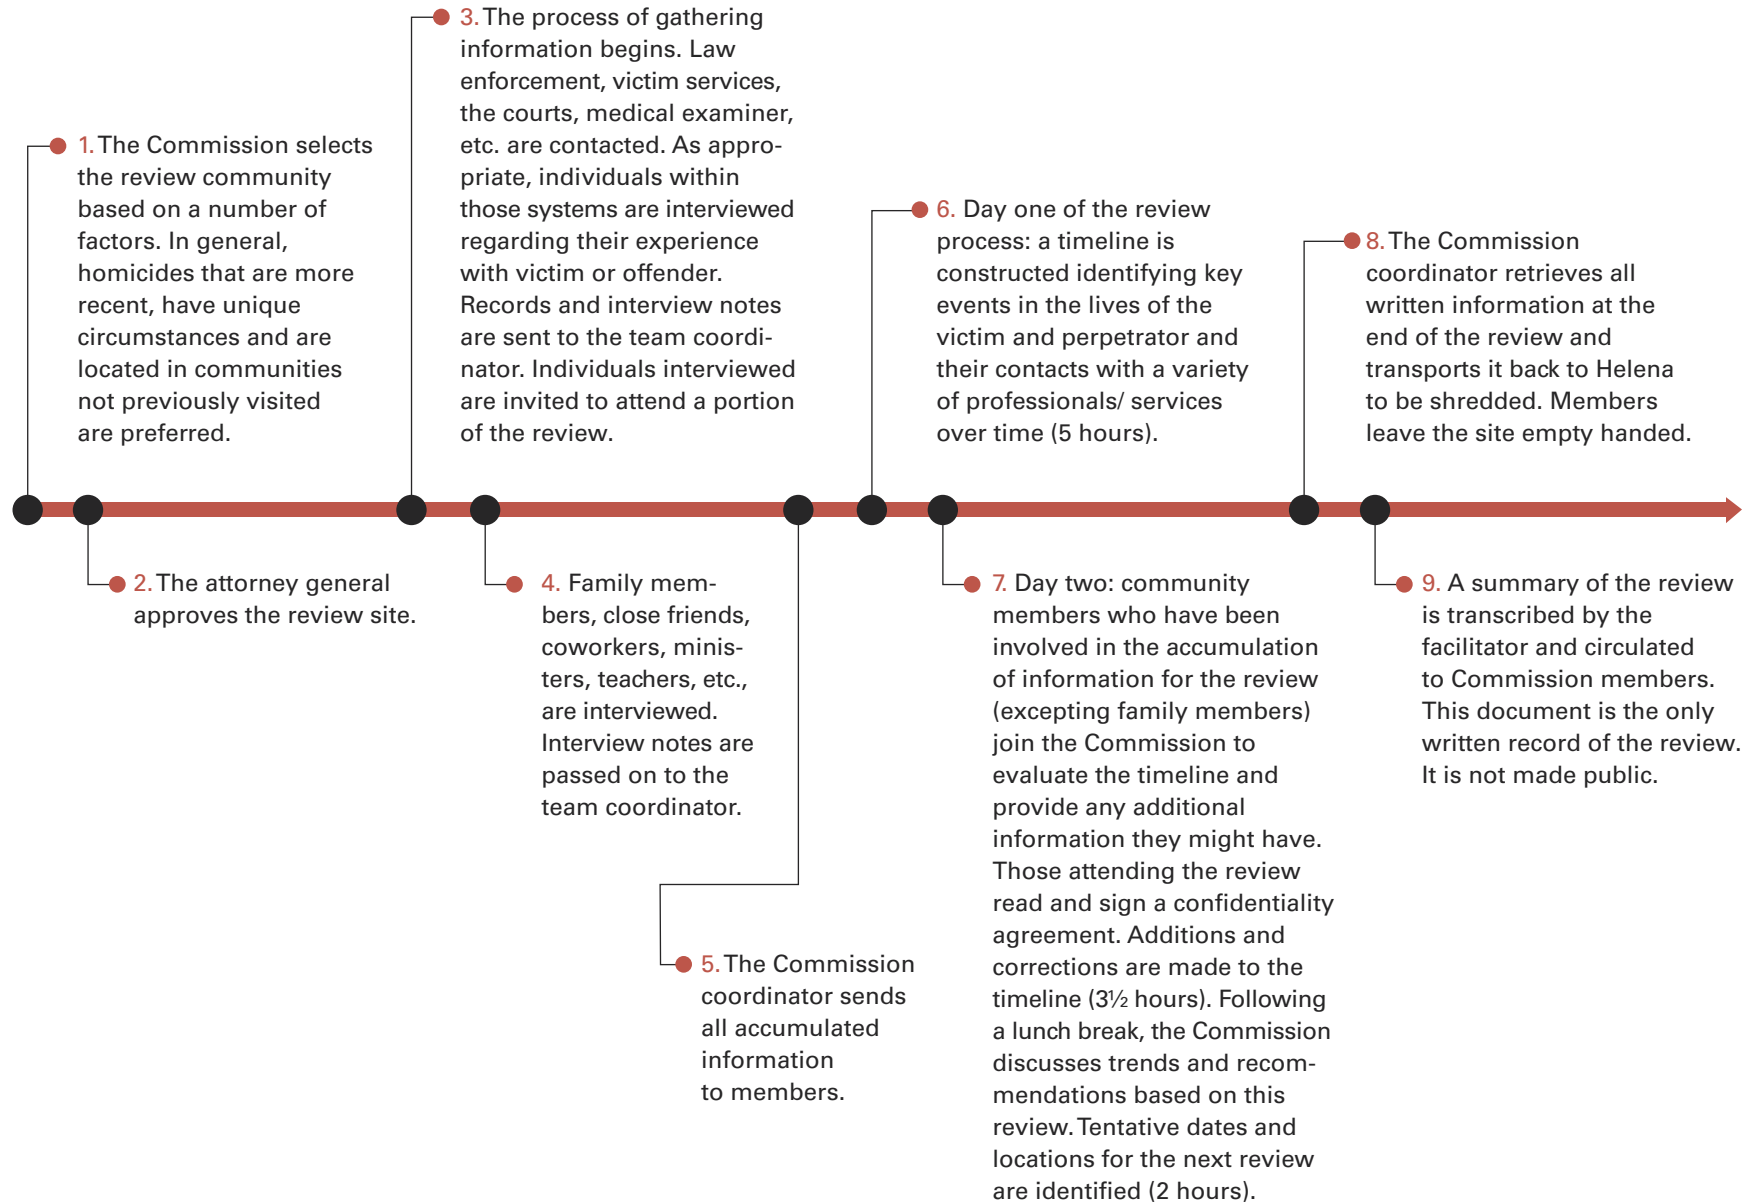 1. The Commission selects
the review community
based on a number of
factors. In general,
homicides that are more
recent, have unique
circumstances and are
located in communities
not previously visited
are preferred.
2. The attorney general
approves the review site.
3. The process of gathering
information begins. Law
enforcement, victim services,
the courts, medical examiner,
etc. are contacted. As appro-
priate, individuals within
those systems are interviewed
regarding their experience
with victim or offender.
Records and interview notes
are sent to the team coordi-
nator. Individuals interviewed
are invited to attend a portion
of the review.
4. Family mem-
bers, close friends,
coworkers, minis-
ters, teachers, etc.,
are interviewed.
Interview notes are
passed on to the
team coordinator.
5. The Commission
coordinator sends
all accumulated
information
to members.
6. Day one of the review
process: a timeline is
constructed identifying key
events in the lives of the
victim and perpetrator and
their contacts with a variety
of professionals/ services
over time (5 hours).
7. Day two: community
members who have been
involved in the accumulation
of information for the review
(excepting family members)
join the Commission to
evaluate the timeline and
provide any additional
information they might have.
Those attending the review
read and sign a confidentiality
agreement. Additions and
corrections are made to the
timeline (3½ hours). Following
a lunch break, the Commission
discusses trends and recom-
mendations based on this
review. Tentative dates and
locations for the next review
are identified (2 hours).
8. The Commission
coordinator retrieves all
written information at the
end of the review and
transports it back to Helena
to be shredded. Members
leave the site empty handed.
9. A summary of the review
is transcribed by the
facilitator and circulated
to Commission members.
This document is the only
written record of the review.
It is not made public.